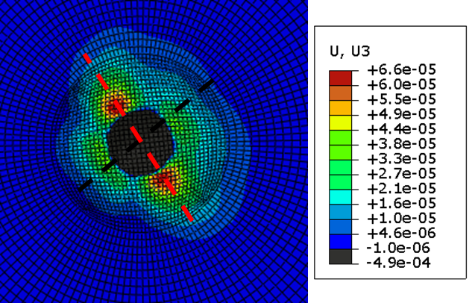 U, U3
+6.6e-05
+6.0e-05
+5.5e-05
+4.9e-05
+4.4e-05
+3.8e-05
+3.3e-05
+2.7e-05
+2.1e-05
+1.6e-05
+1.0e-05
+4.6e-06
-1.0e-06
-4.9e-04